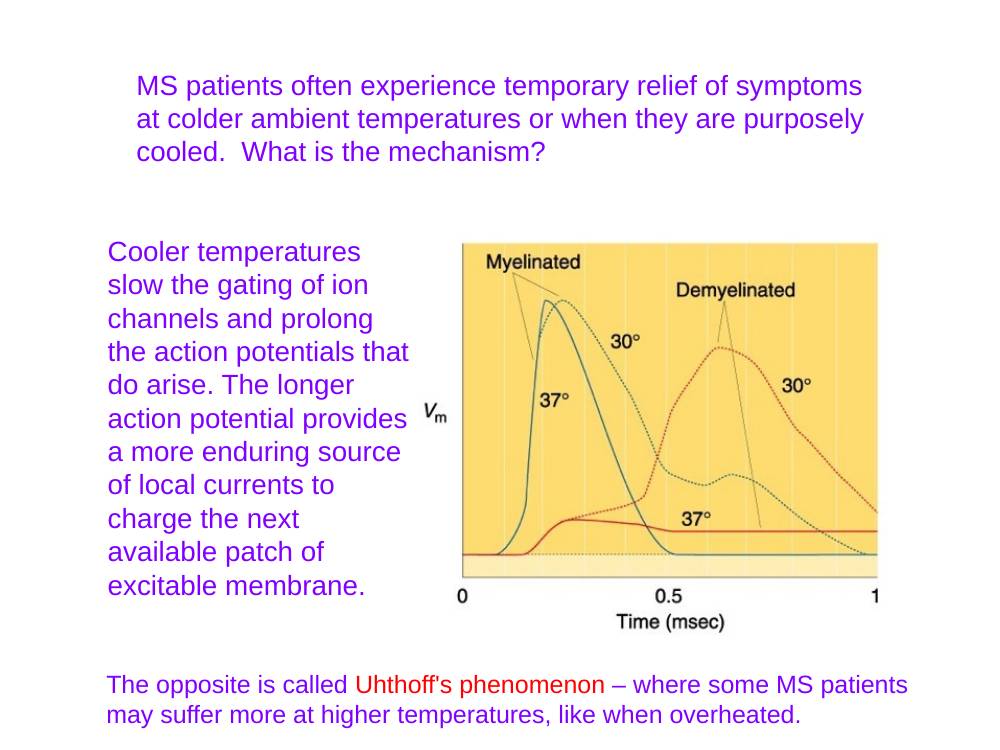 MS patients often experience temporary relief of symptoms
at colder ambient temperatures or when they are purposely
cooled.  What is the mechanism?
Cooler temperatures
slow the gating of ion
channels and prolong
the action potentials that
do arise. The longer
action potential provides
a more enduring source
of local currents to
charge the next
available patch of
excitable membrane.
Myelinated
Demyelinated
30°
30°
37°
Vm
37°
0
0.5
1
Time (msec)
The opposite is called Uhthoff's phenomenon – where some MS patients
may suffer more at higher temperatures, like when overheated.